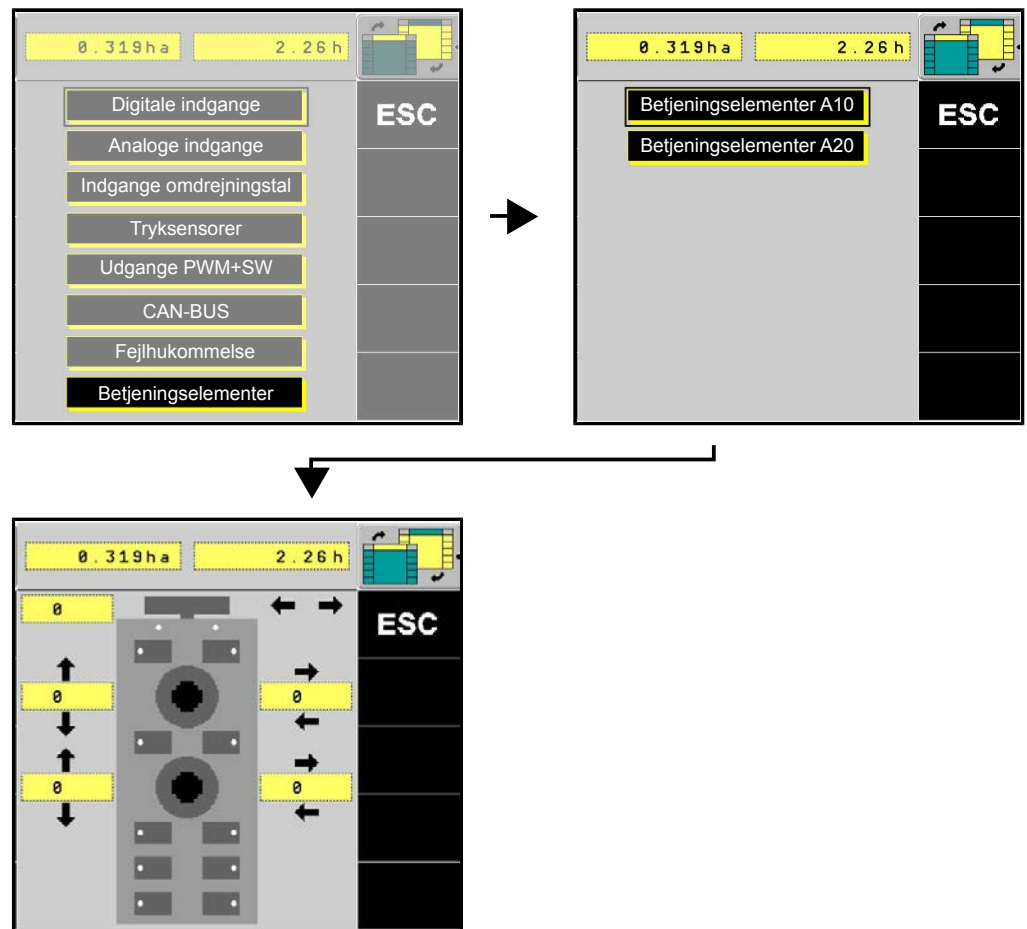 0.319ha 2.26h
Digitale indgange
ESC
Analoge indgange
Indgange omdrejningstal
Tryksensorer
Udgange PWM+SW
CAN-BUS
Fejlhukommelse
Betjeningselementer
0.319ha 2.26h
Betjeningselementer A10
ESC
Betjeningselementer A20
0.319ha 2.26h
0
ESC
0 0
0 0